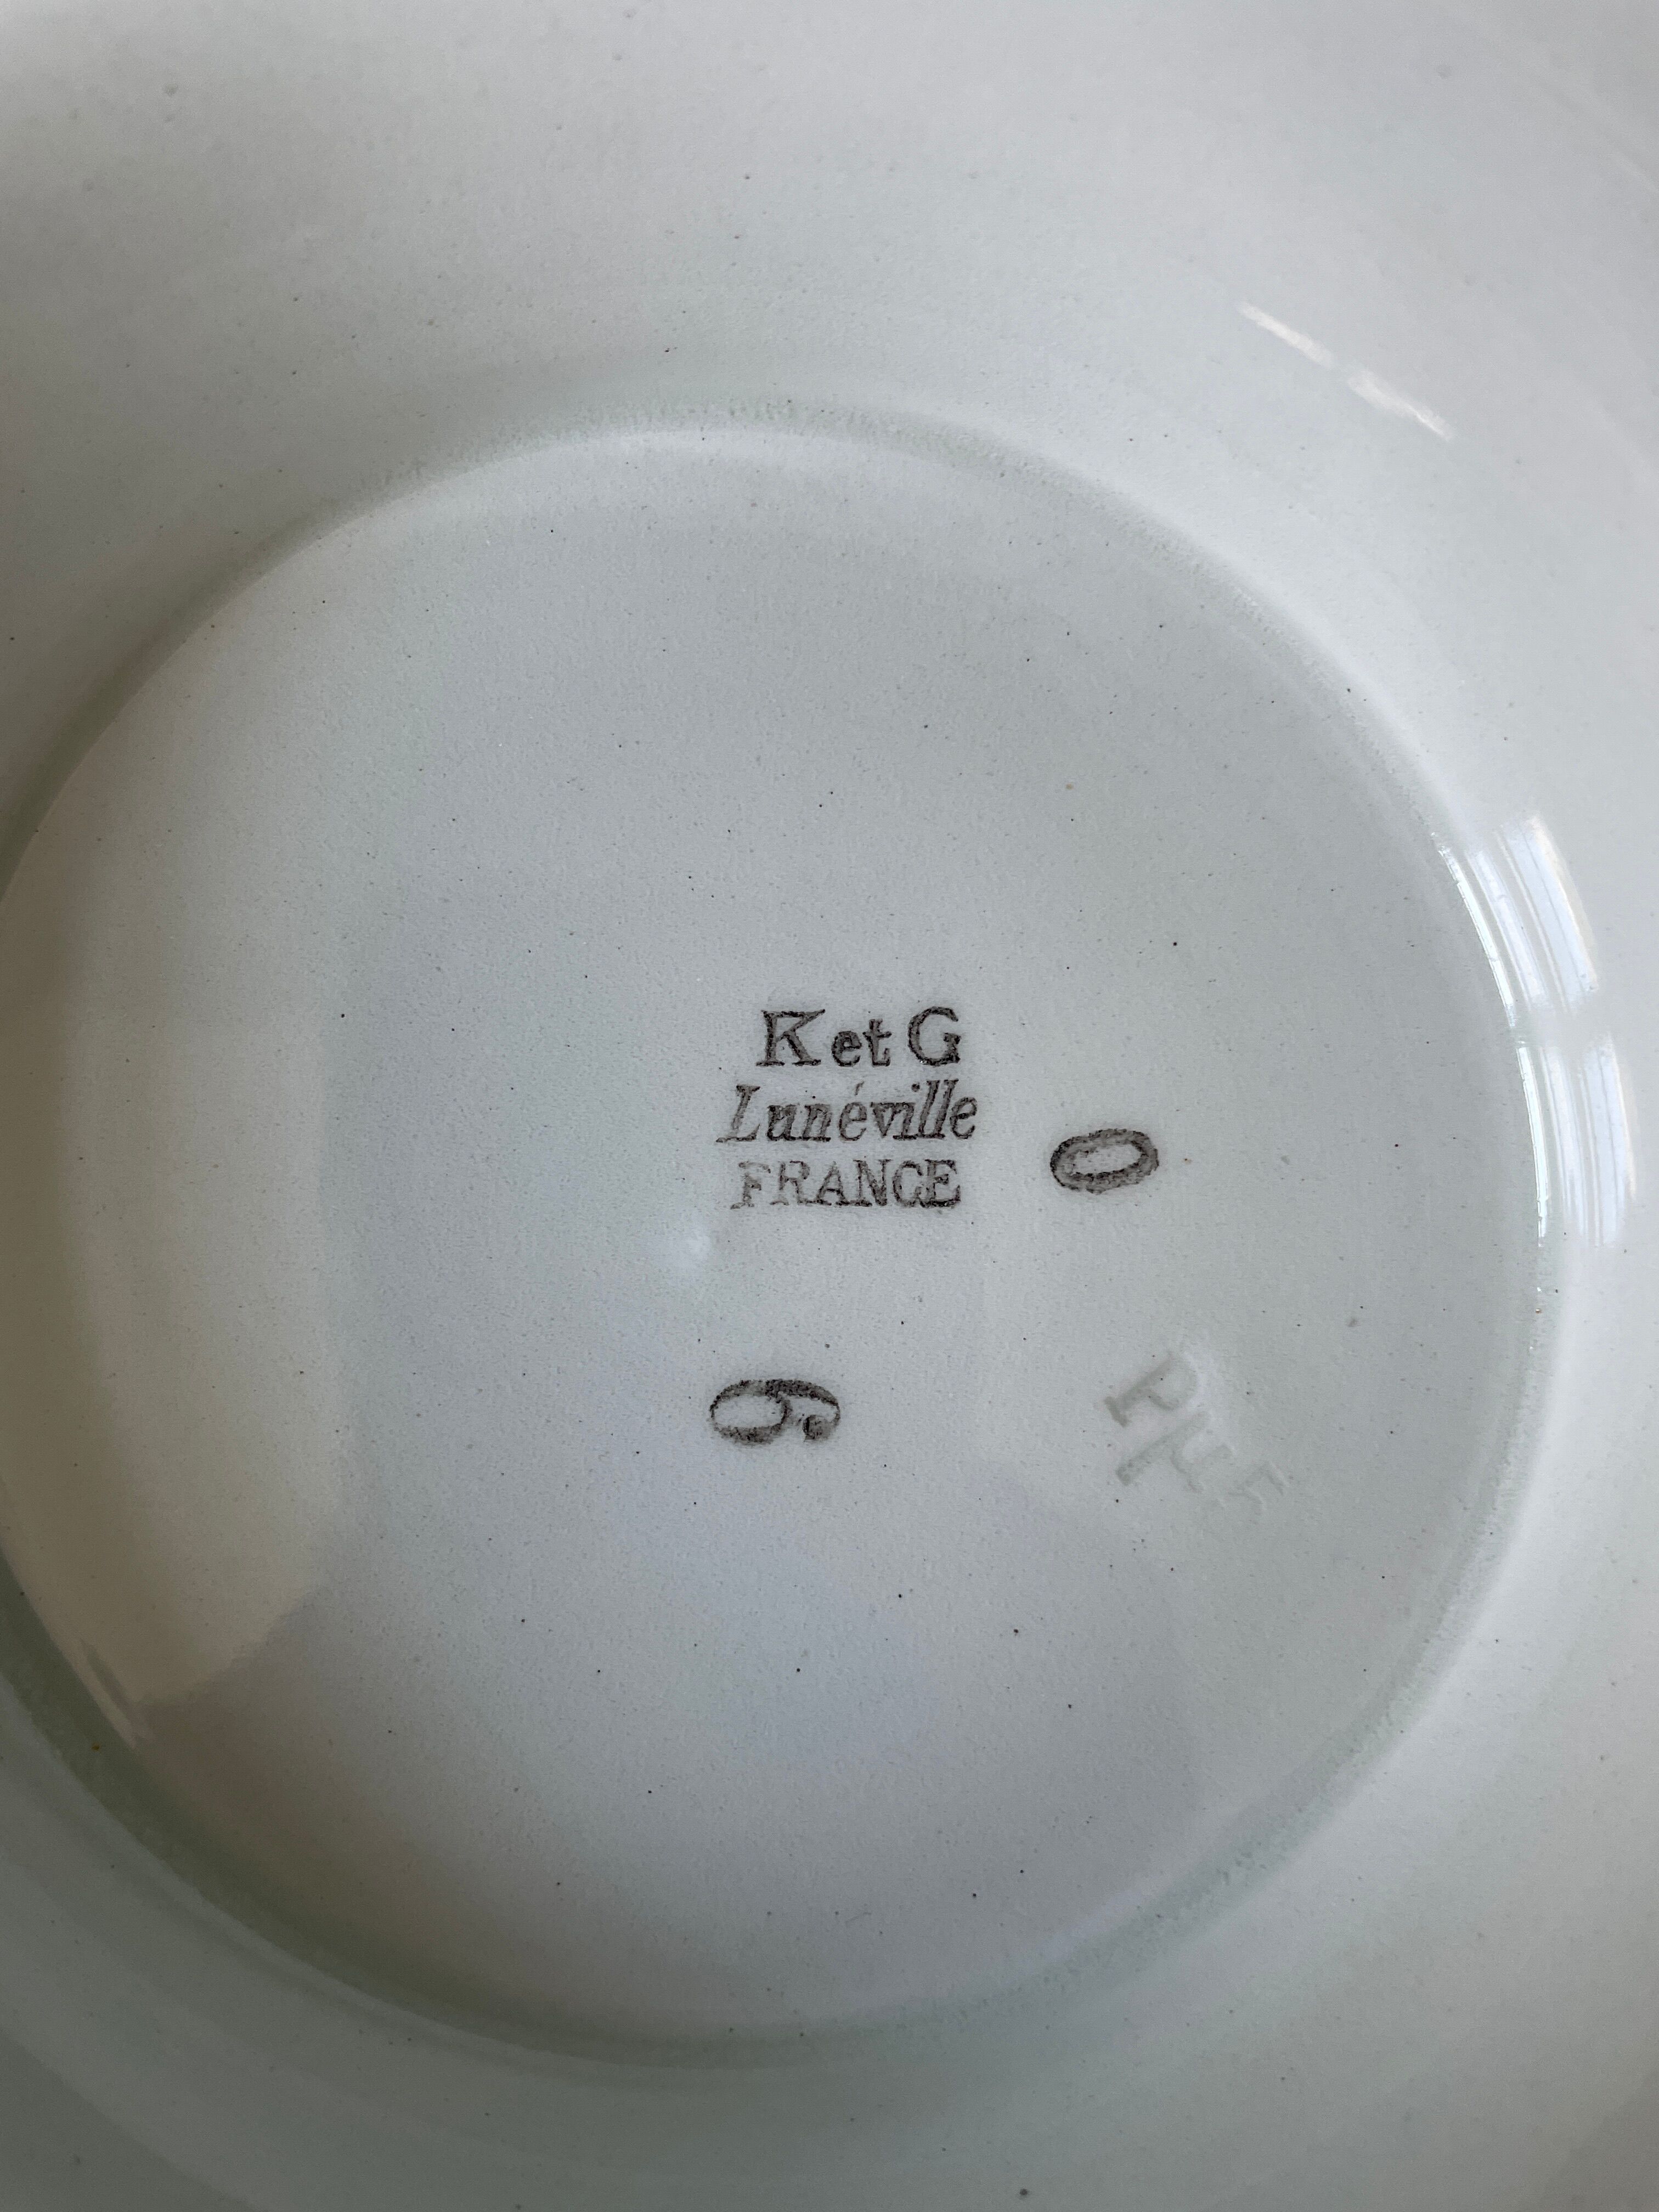 K et G
Lunéville
FRANCE
0
6